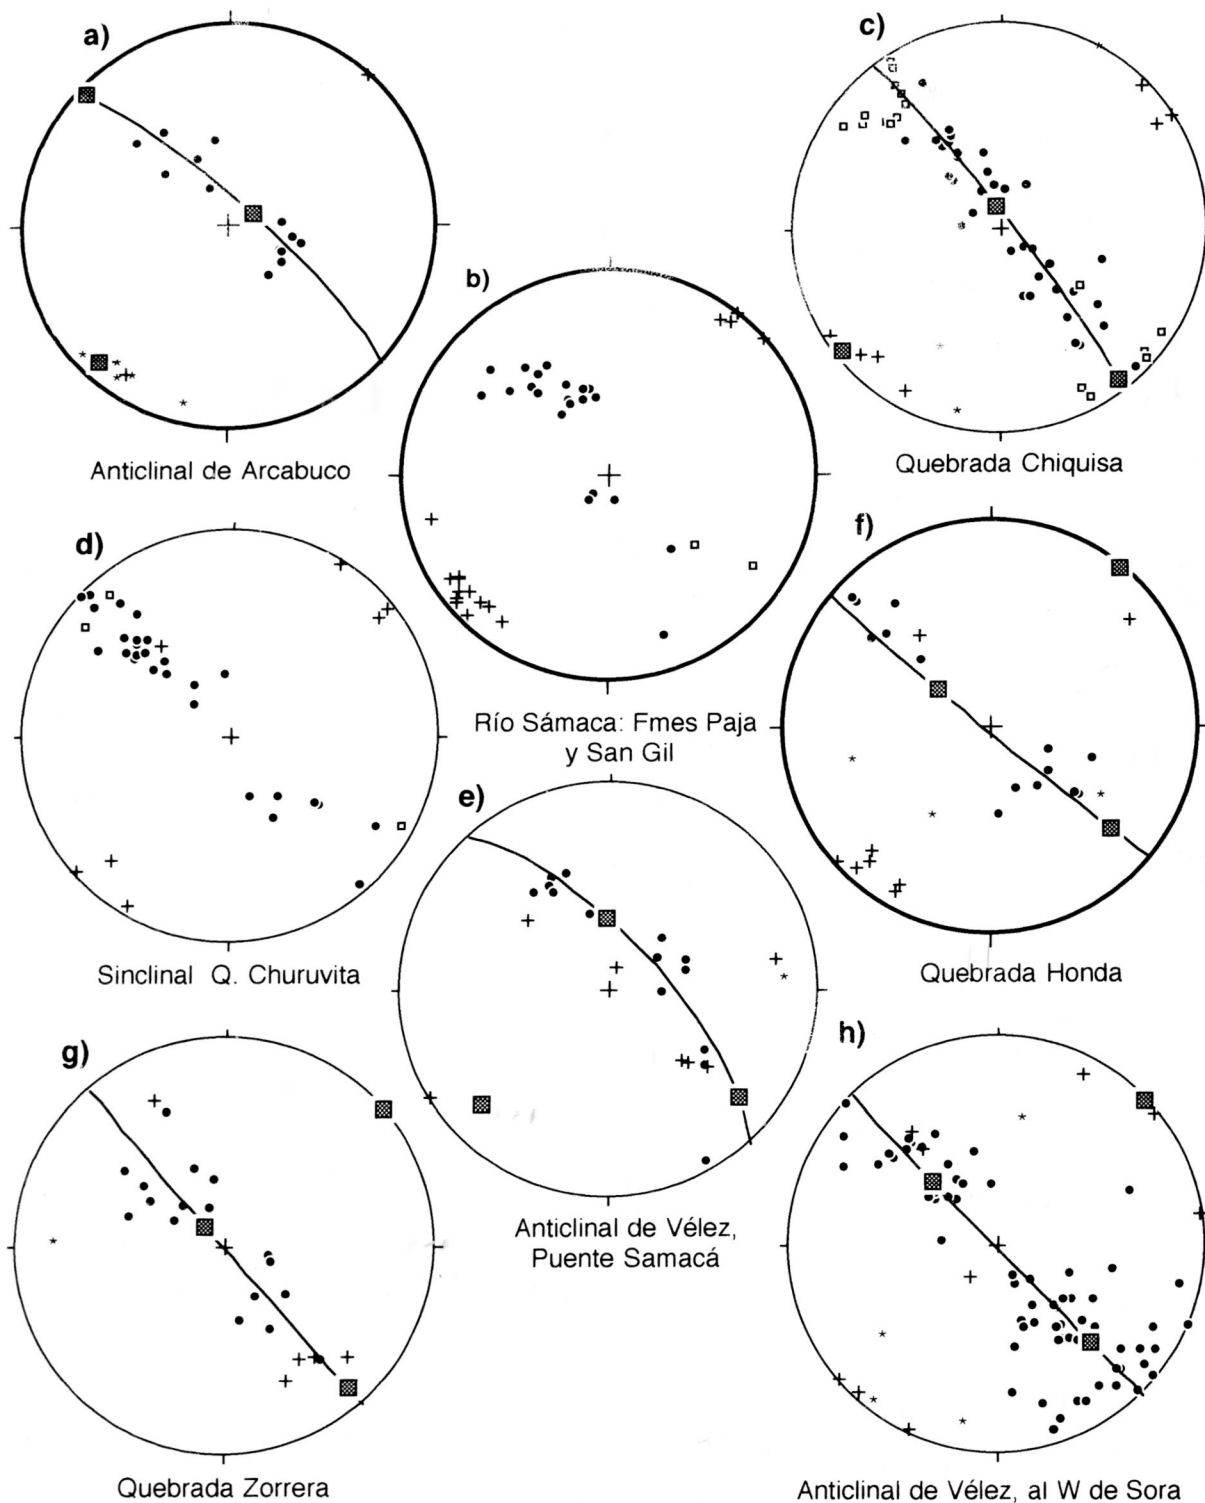 a)
Anticlinal de Arcabuco
b)
Río Sámaca: Fmes Paja
y San Gil
c)
Quebrada Chiquisa
d)
Sinclinal Q. Churuvita
e)
Anticlinal de Vélez,
Puente Samacá
f)
Quebrada Honda
g)
Quebrada Zorrera
h)
Anticlinal de Vélez, al W de Sora